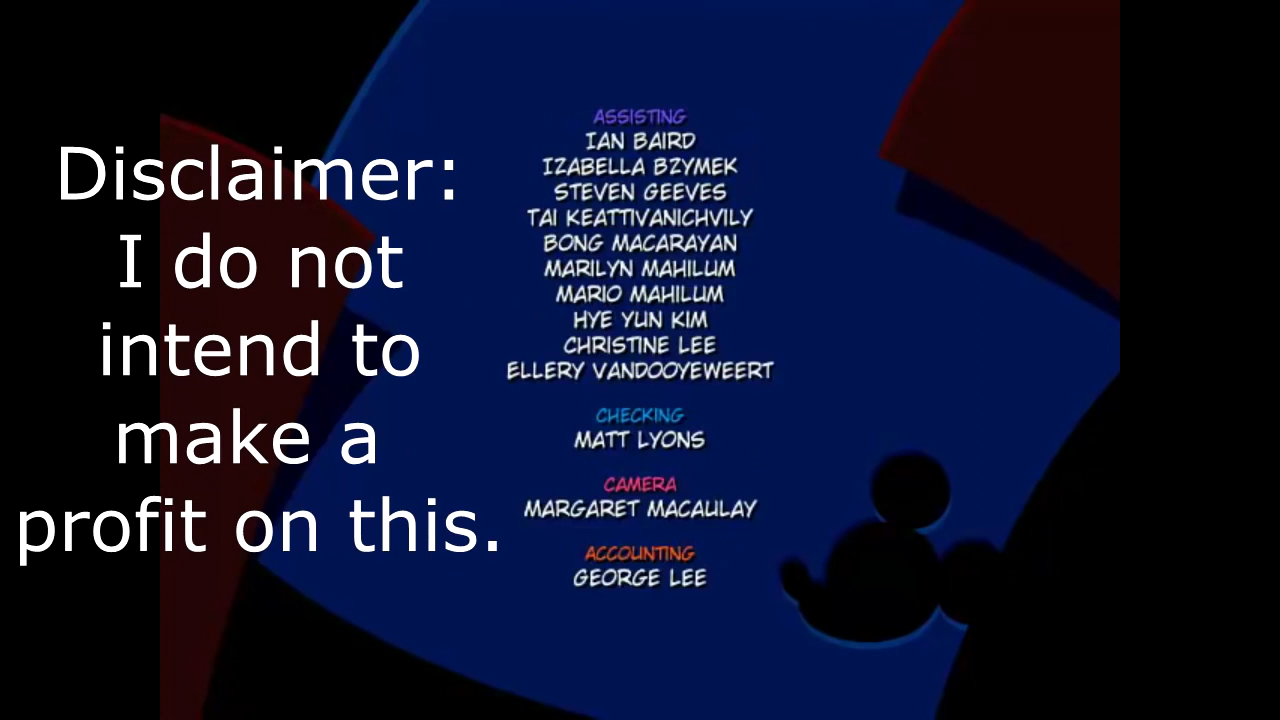 Disclaimer:
I do not
intend to
make a
profit on this.
ASSISTING
IAN BAIRD
IZABELLA BZYMEK
STEVEN GEEVES
TAI KEATTIVANICHVILY
BONG MACARAYAN
MARILYN MAHILUM
MARIO MAHILUM
HYE YUN KIM
CHRISTINE LEE
ELLERY VANDOOYEWEERT
CHECKING
MATT LYONS
CAMERA
MARGARET MACAULAY
ACCOUNTING
GEORGE LEE